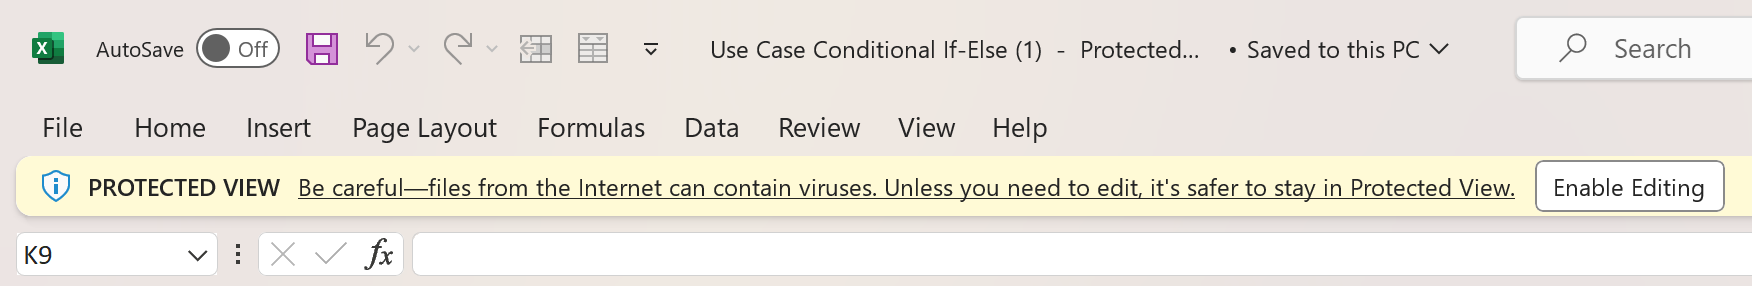 AutoSave Off Use Case Conditional If-Else (1) - Protected... • Saved to this PC Search
File Home Insert Page Layout Formulas Data Review View Help
PROTECTED VIEW Be careful—files from the Internet can contain viruses. Unless you need to edit, it's safer to stay in Protected View. Enable Editing
K9 fx